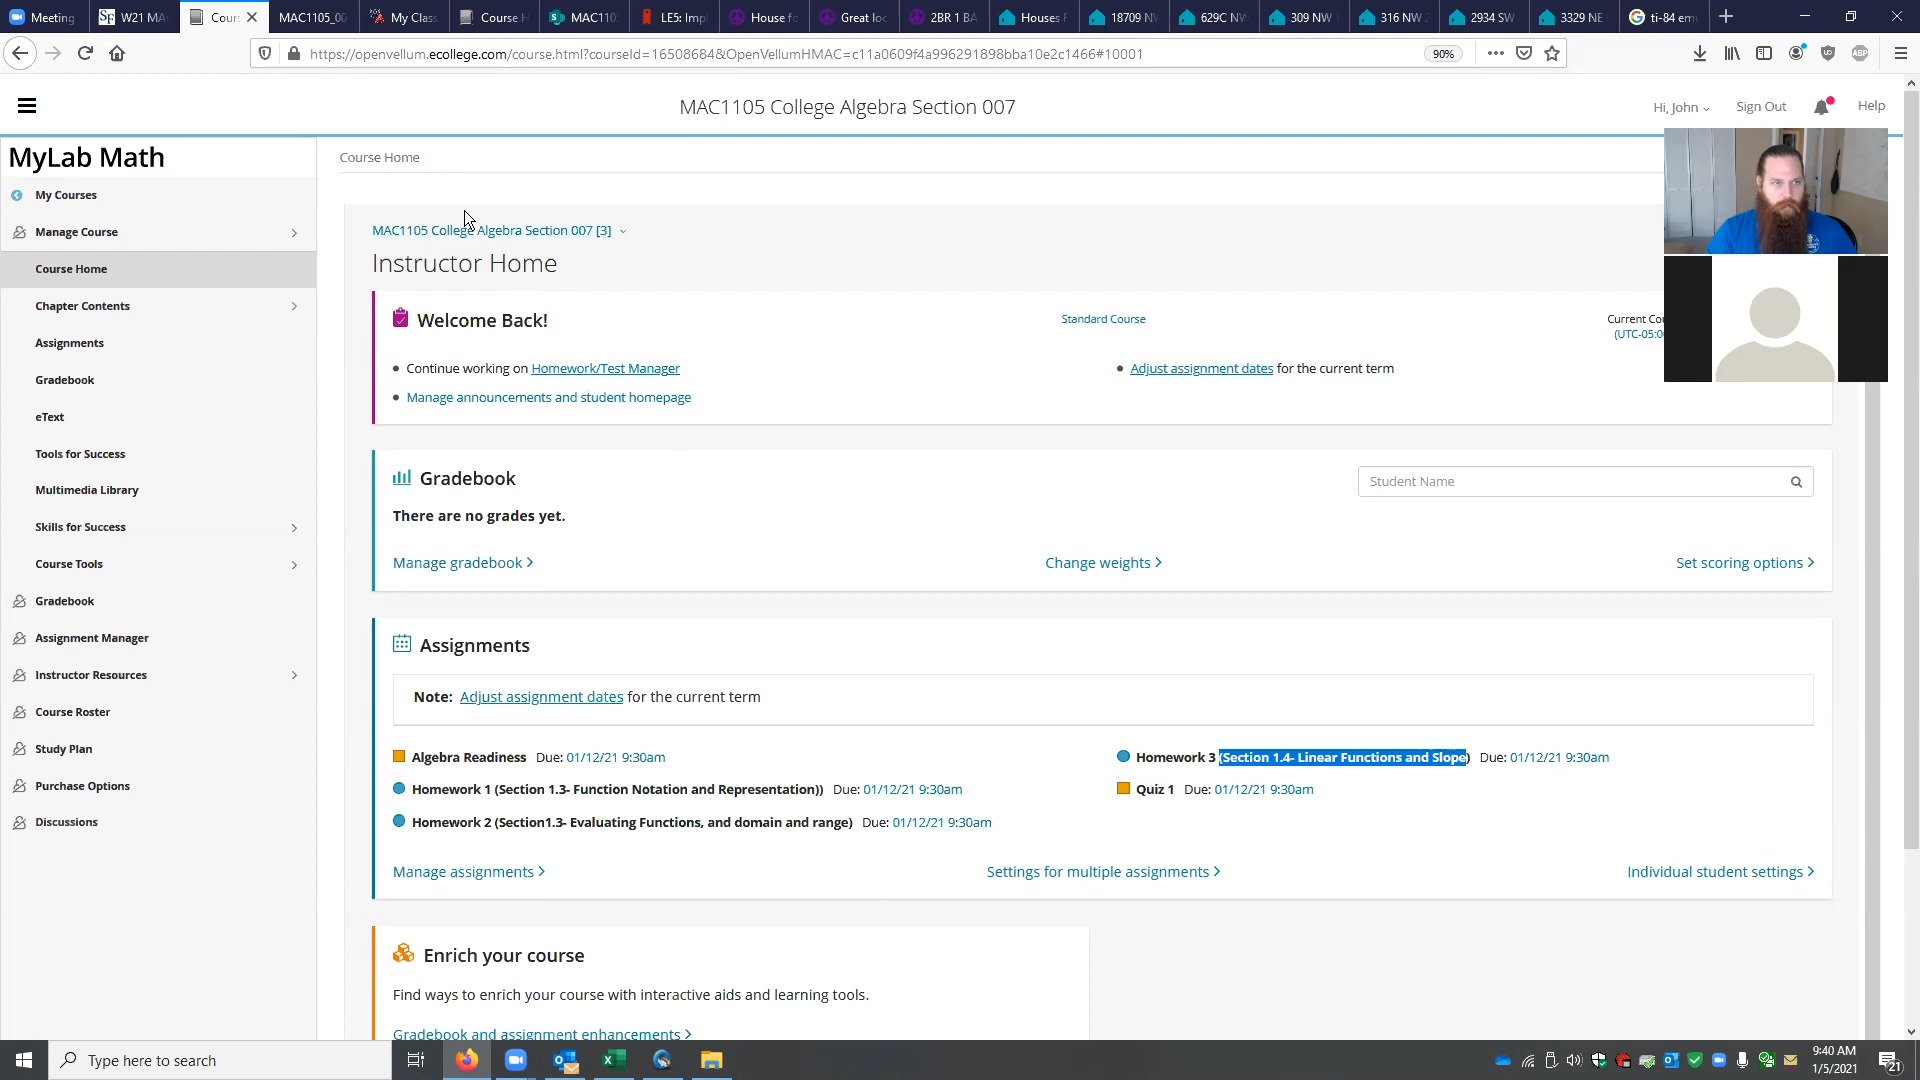 Meeting
W21 MA
Cour
MAC1105_00
My Class
Course H
MAC110
LE5: Impl
House fo
Great loc
2BR 1 BA
Houses F
18709 NW
629C NW
309 NW
316 NW 2
2934 SW
3329 NE
ti-84 emu
https://openvellum.ecollege.com/course.html?courseId=16508684&OpenVellumHMAC=c11a0609f4a996291898bba10e2c1466#10001
90%
MAC1105 College Algebra Section 007
Hi, John
Sign Out
Help
MyLab Math
My Courses
Manage Course
Course Home
Chapter Contents
Assignments
Gradebook
eText
Tools for Success
Multimedia Library
Skills for Success
Course Tools
Gradebook
Assignment Manager
Instructor Resources
Course Roster
Study Plan
Purchase Options
Discussions
Course Home
MAC1105 College Algebra Section 007 [3]
Instructor Home
Welcome Back!
Standard Course
Current Cou
(UTC-05:00
Continue working on Homework/Test Manager
Adjust assignment dates for the current term
Manage announcements and student homepage
Gradebook
Student Name
There are no grades yet.
Manage gradebook
Change weights
Set scoring options
Assignments
Note: Adjust assignment dates for the current term
Algebra Readiness Due: 01/12/21 9:30am
Homework 3 (Section 1.4- Linear Functions and Slope) Due: 01/12/21 9:30am
Homework 1 (Section 1.3- Function Notation and Representation)) Due: 01/12/21 9:30am
Quiz 1 Due: 01/12/21 9:30am
Homework 2 (Section1.3- Evaluating Functions, and domain and range) Due: 01/12/21 9:30am
Manage assignments
Settings for multiple assignments
Individual student settings
Enrich your course
Find ways to enrich your course with interactive aids and learning tools.
Gradebook and assignment enhancements
Type here to search
9:40 AM
1/5/2021
21